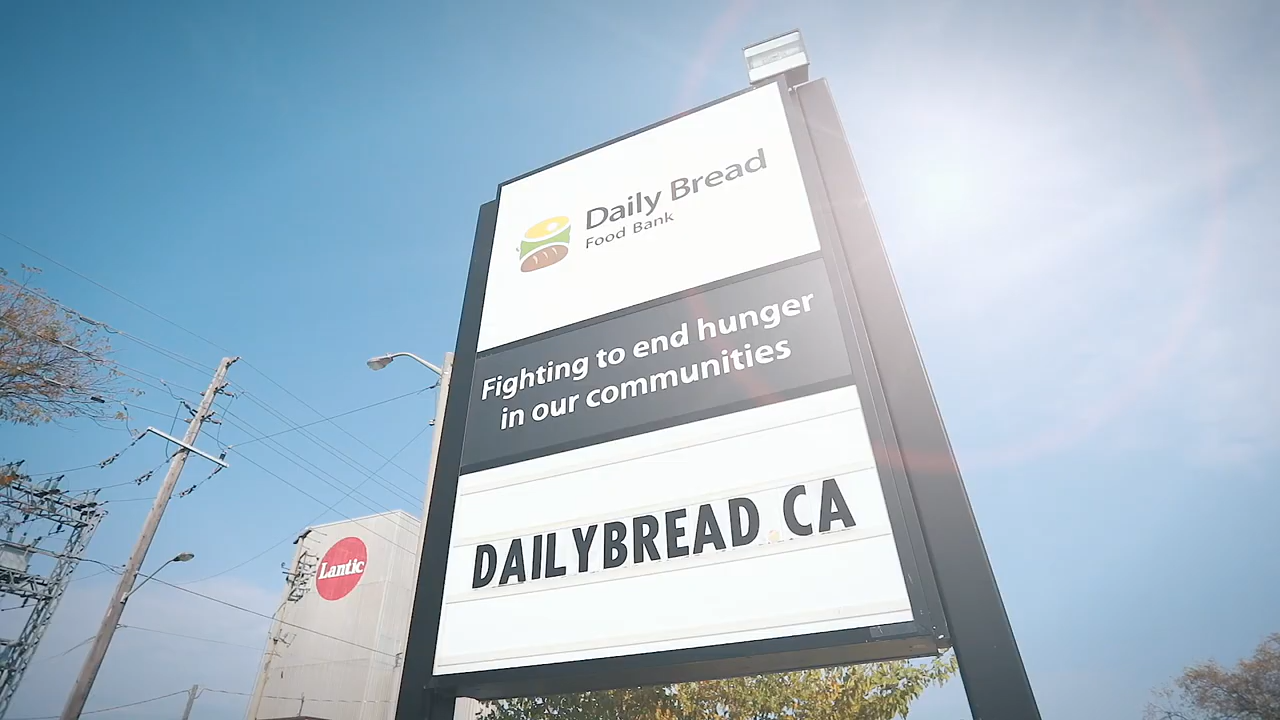 Daily Bread
Food Bank
Fighting to end hunger
in our communities
DAILYBREAD CA
Lantic